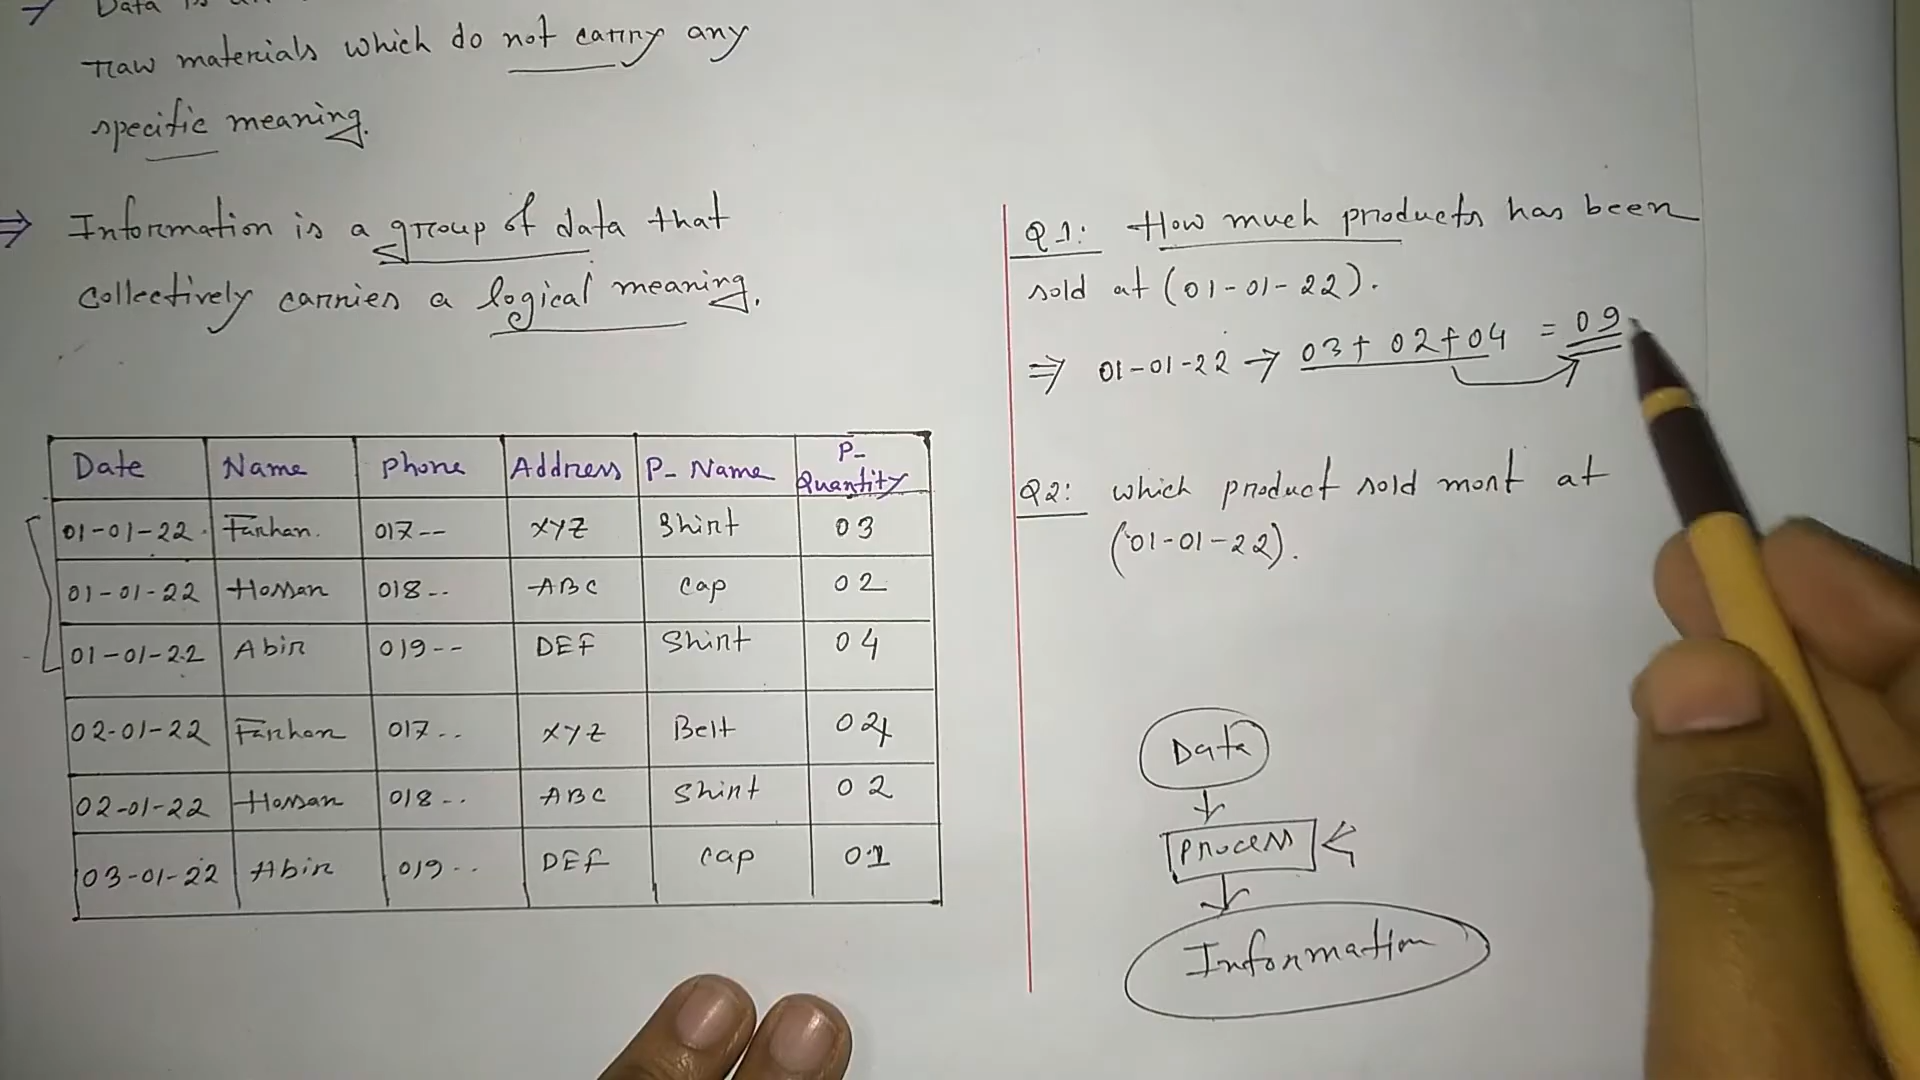 Data is
raw materials which do not carry any
specific meaning.
⇒ Information is a group of data that
collectively carries a logical meaning.
Date Name phone Address P- Name P- Quantity
01-01-22 Farhan. 017-- XYZ Shirt 03
01-01-22 Hossan 018-- ABC Cap 02
01-01-22 Abir 019-- DEF Shirt 04
02-01-22 Farhan 017.. XYZ Belt
02-01-22 Hossan 018-. ABC Shirt 02
03-01-22 Abir 019.. DEF Cap 01
Q1: How much products has been
sold at (01-01-22).
⇒ 01-01-22 → 03+ 02+04 = 09
Q2: which product sold most at
(01-01-22).
Data
Process
Information